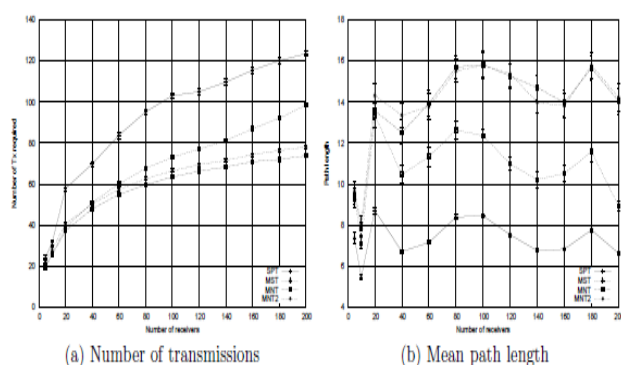 140
120
100
80
60
40
20
0
Number of Tx required
0 20 40 60 80 100 120 140 160 180 200
Number of receivers
SPT
MST
MNT
MNT2
(a) Number of transmissions
18
16
14
12
10
8
6
4
Path length
0 20 40 60 80 100 120 140 160 180 200
Number of receivers
SPT
MST
MNT
MNT2
(b) Mean path length